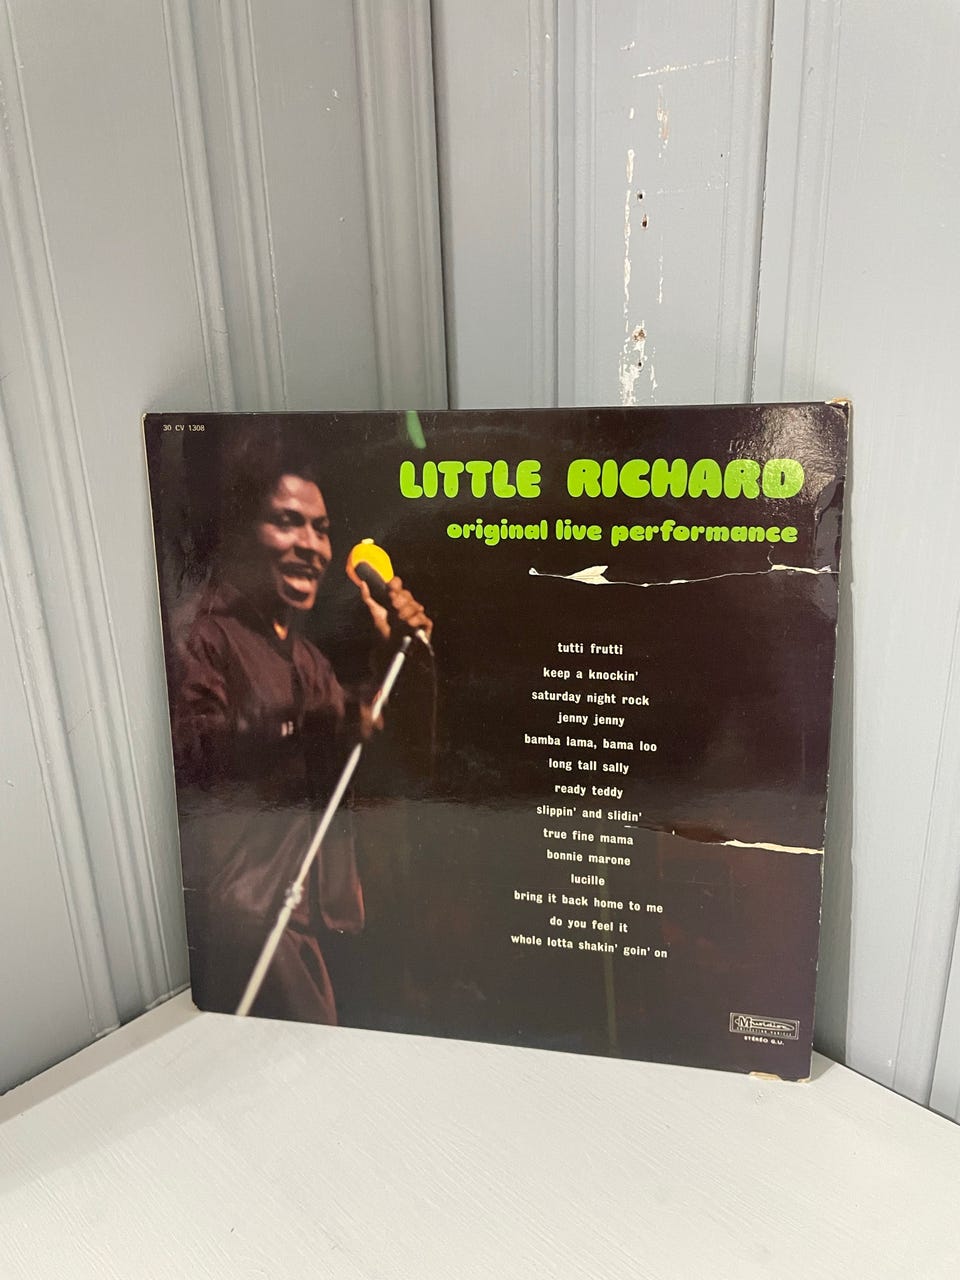 30 CV 1308
LITTLE RICHARD
original live performance
tutti frutti
keep a knockin'
saturday night rock
jenny jenny
bamba lama, bama loo
long tall sally
ready teddy
slippin' and slidin'
true fine mama
bonnie marone
lucille
bring it back home to me
do you feel it
whole lotta shakin' goin' on
Musidisc
STÉRÉO G.U.